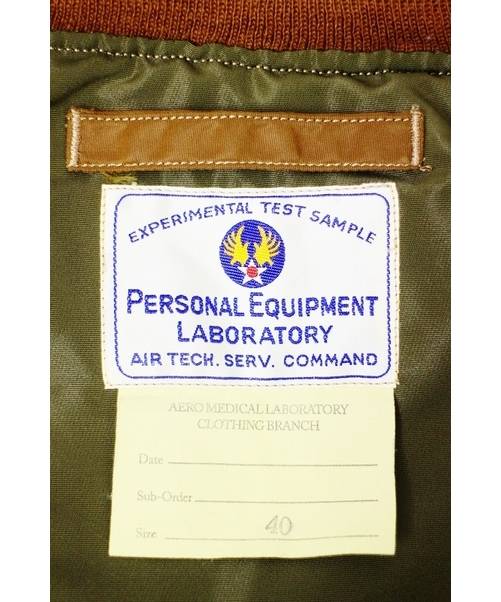 EXPERIMENTAL TEST SAMPLE
PERSONAL EQUIPMENT
LABORATORY
AIR TECH. SERV. COMMAND
AERO MEDICAL LABORATORY
CLOTHING BRANCH
Date
Sub-Order
Size 40